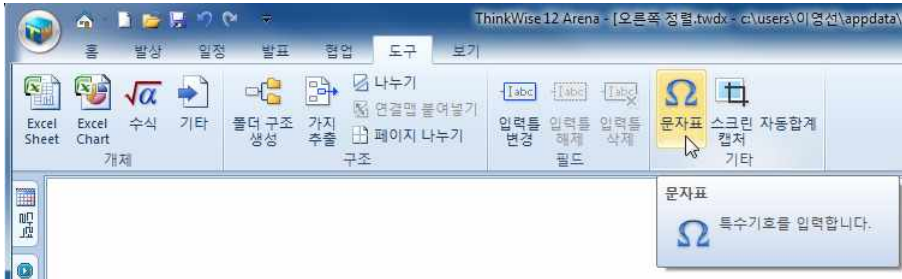 ThinkWise 12 Arena - [오른쪽 정렬.twdx - c:\users\이영선\appdata\
홈 발상 일정 발표 협업 도구 보기
Excel Sheet
Excel Chart
수식
기타
개체
폴더 구조 생성
가지 추출
나누기
연결맵 붙여넣기
페이지 나누기
구조
입력틀 변경
입력틀 해제
입력틀 삭제
필드
문자표
스크린 캡처
자동합계
기타
문자표
특수기호를 입력합니다.